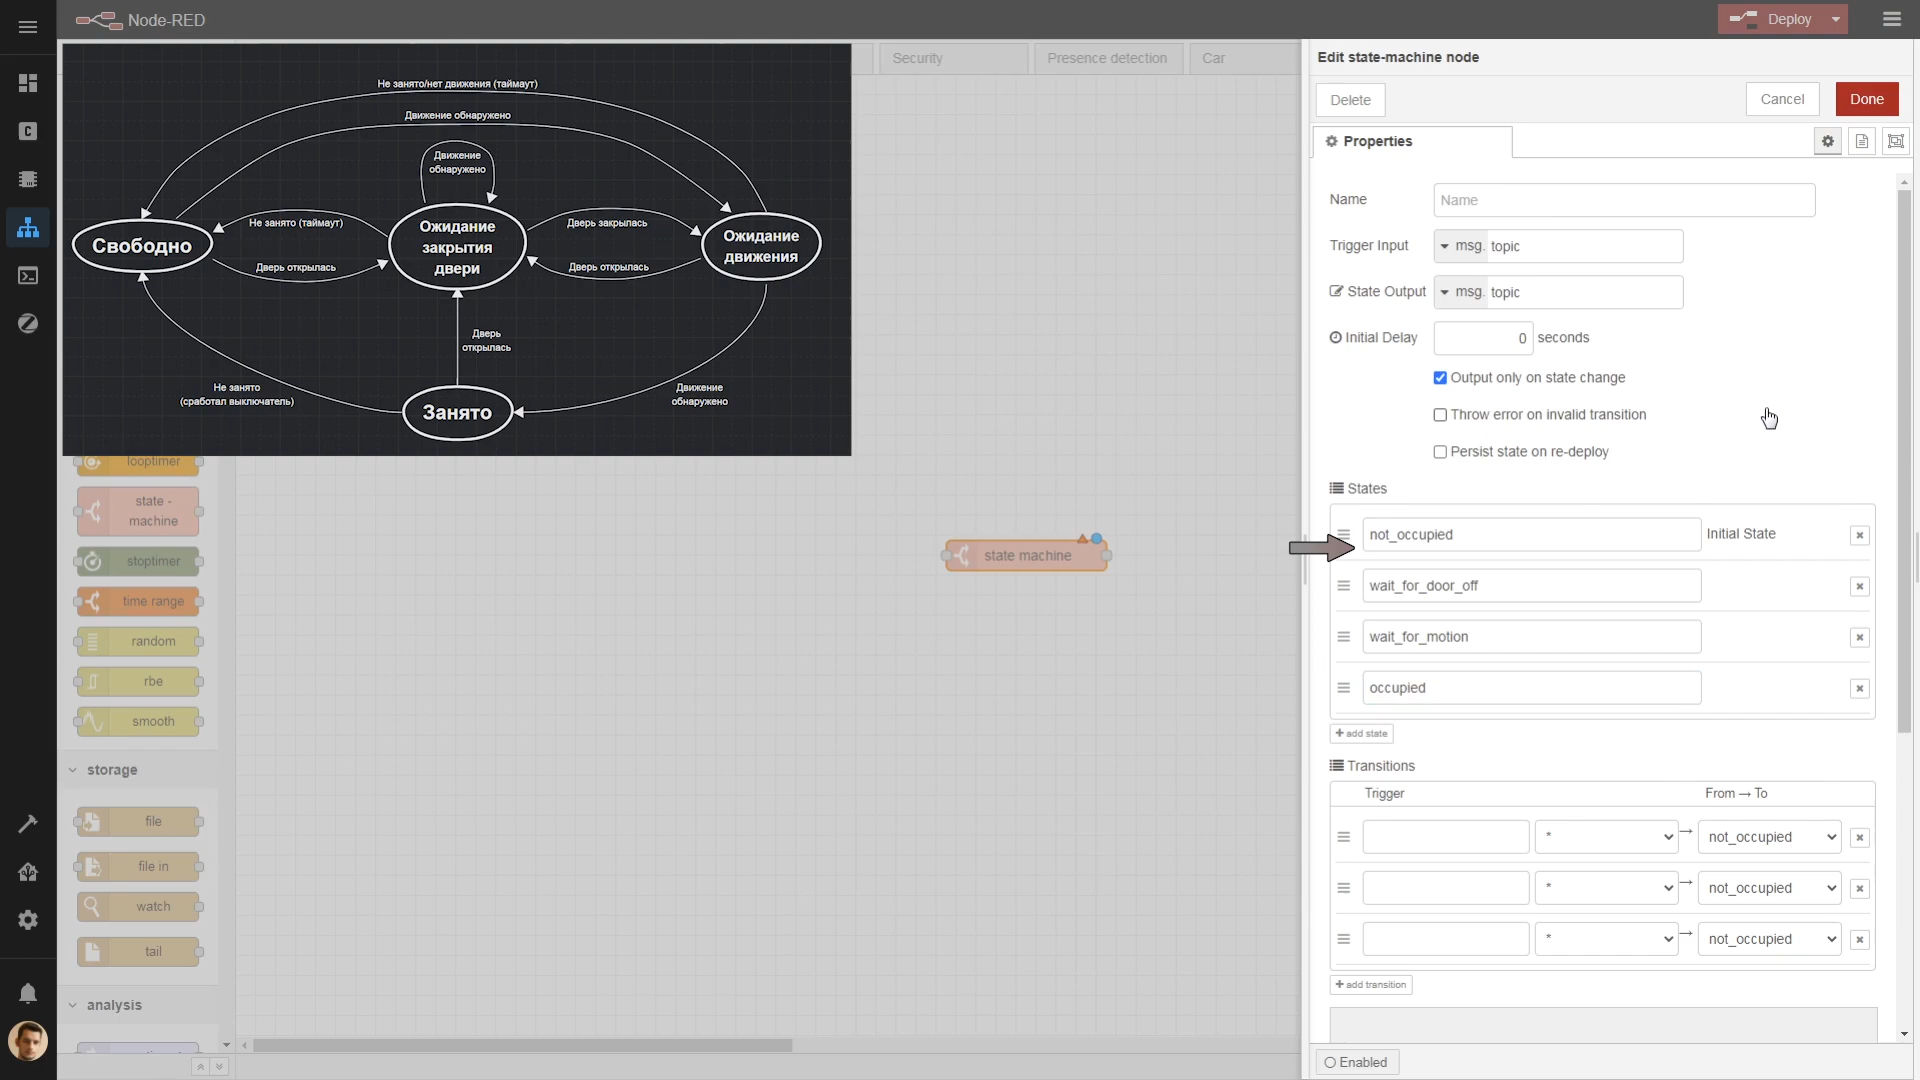 Node-RED
Deploy
Security
Presence detection
Car
Не занято/нет движения (таймаут)
Движение обнаружено
Движение
обнаружено
Не занято (таймаут)
Дверь закрылась
Свободно
Ожидание
закрытия
двери
Ожидание
движения
Дверь открылась
Дверь открылась
Дверь
открылась
Не занято
(сработал выключатель)
Движение
обнаружено
Занято
looptimer
state -
machine
stoptimer
time range
random
rbe
smooth
storage
file
file in
watch
tail
analysis
state machine
Edit state-machine node
Delete
Cancel
Done
Properties
Name
Name
Trigger Input
msg. topic
State Output
msg. topic
Initial Delay
0 seconds
Output only on state change
Throw error on invalid transition
Persist state on re-deploy
States
not_occupied
Initial State
wait_for_door_off
wait_for_motion
occupied
+ add state
Transitions
Trigger
From → To
* → not_occupied
* → not_occupied
* → not_occupied
+ add transition
Enabled